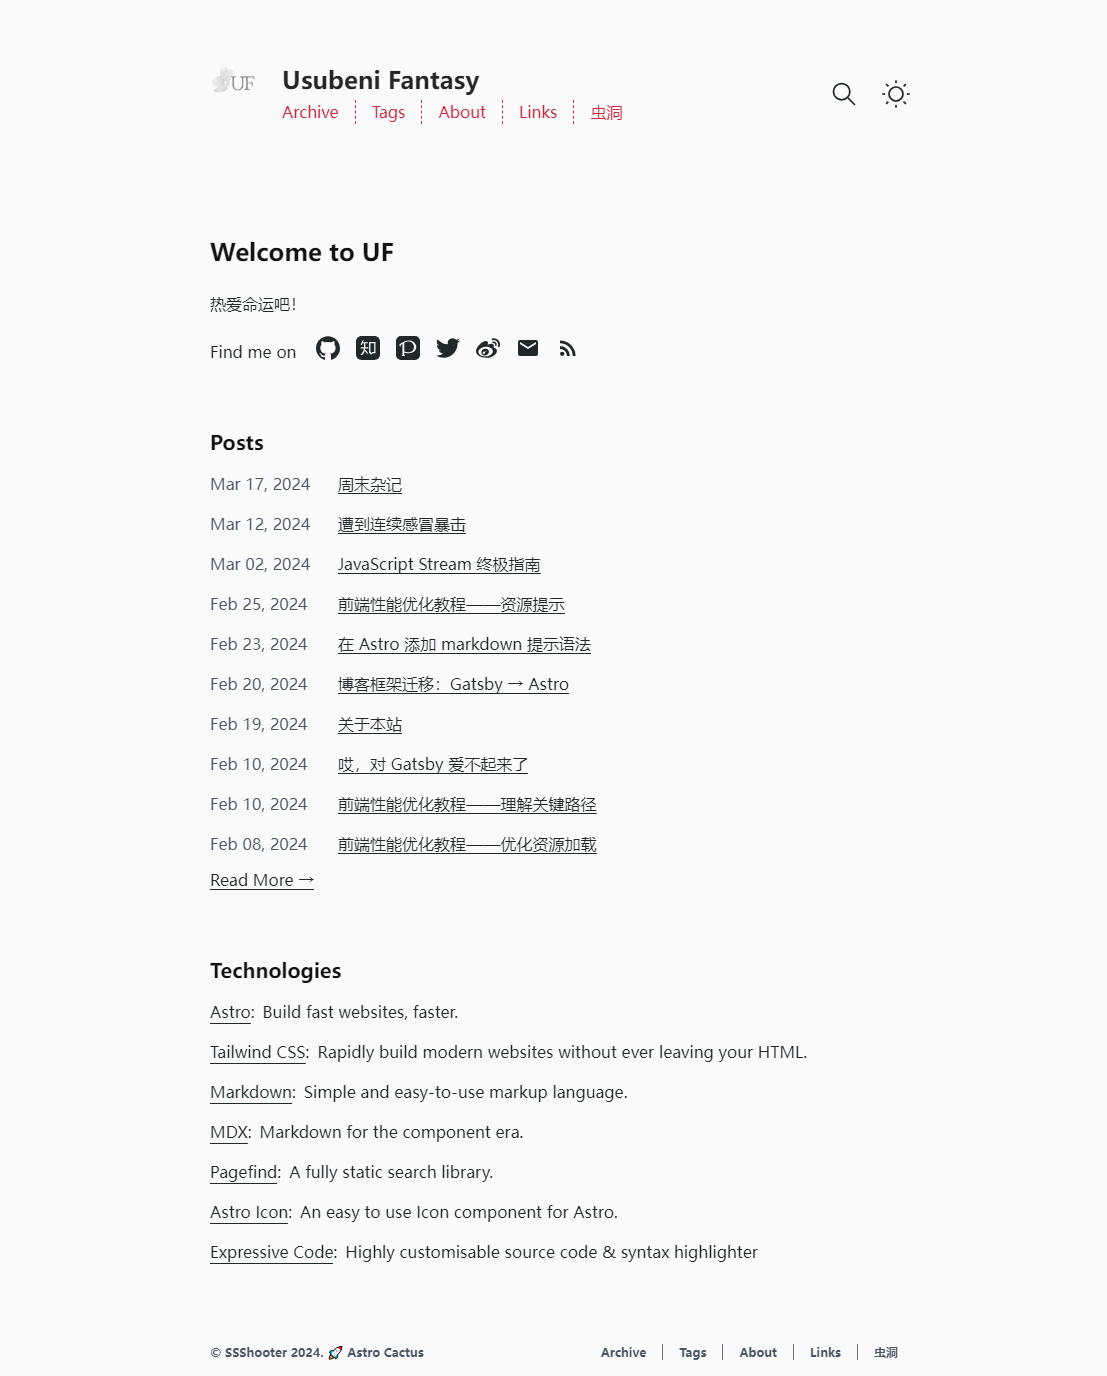 UF
Usubeni Fantasy
Archive Tags About Links 虫洞
Welcome to UF
热爱命运吧！
Find me on 知 P
Posts
Mar 17, 2024 周末杂记
Mar 12, 2024 遭到连续感冒暴击
Mar 02, 2024 JavaScript Stream 终极指南
Feb 25, 2024 前端性能优化教程——资源提示
Feb 23, 2024 在 Astro 添加 markdown 提示语法
Feb 20, 2024 博客框架迁移：Gatsby → Astro
Feb 19, 2024 关于本站
Feb 10, 2024 哎，对 Gatsby 爱不起来了
Feb 10, 2024 前端性能优化教程——理解关键路径
Feb 08, 2024 前端性能优化教程——优化资源加载
Read More →
Technologies
Astro: Build fast websites, faster.
Tailwind CSS: Rapidly build modern websites without ever leaving your HTML.
Markdown: Simple and easy-to-use markup language.
MDX: Markdown for the component era.
Pagefind: A fully static search library.
Astro Icon: An easy to use Icon component for Astro.
Expressive Code: Highly customisable source code & syntax highlighter
© SSShooter 2024. 🚀 Astro Cactus Archive Tags About Links 虫洞